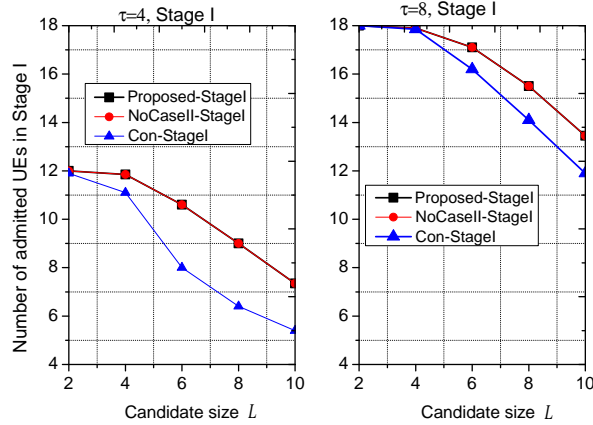 τ=4, Stage I
τ=8, Stage I
Number of admitted UEs in Stage I
18
16
14
12
10
8
6
4
Proposed-StageI
NoCaseII-StageI
Con-StageI
2 4 6 8 10
Candidate size L
18
16
14
12
10
8
6
4
Proposed-StageI
NoCaseII-StageI
Con-StageI
2 4 6 8 10
Candidate size L